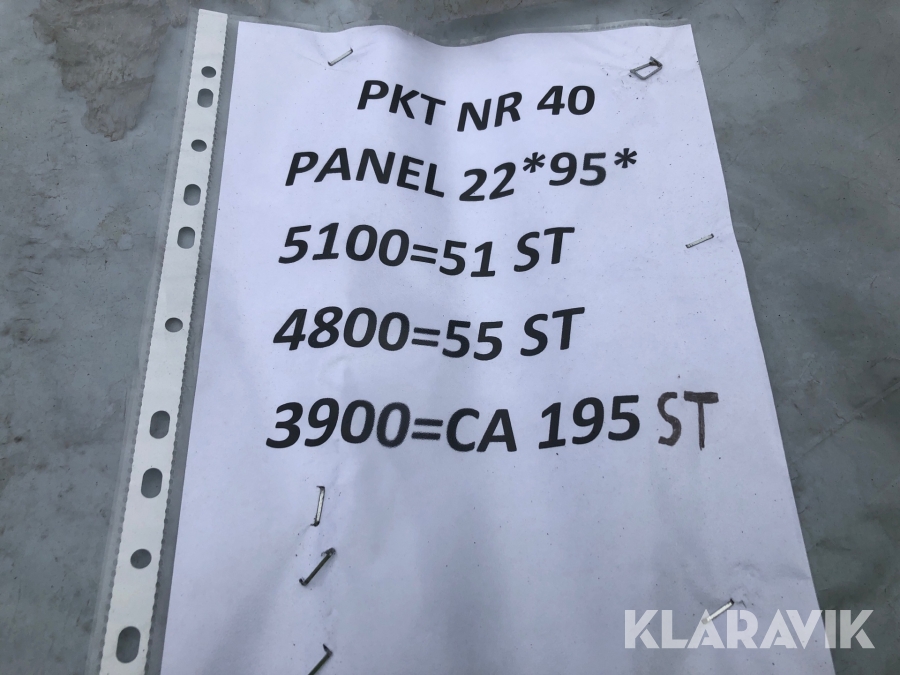 PKT NR 40
PANEL 22*95*
5100=51 ST
4800=55 ST
3900=CA 195 ST
KLARAVIK